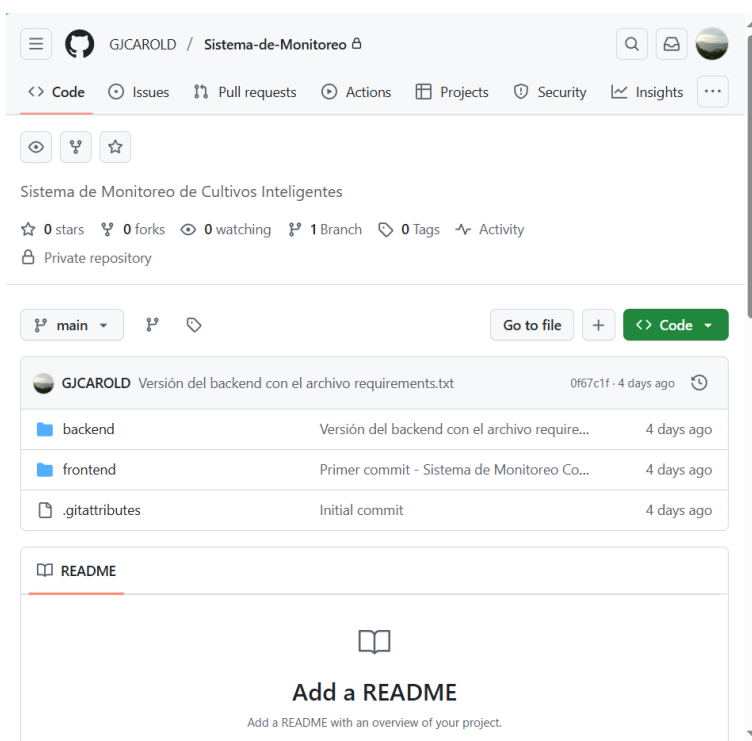 GJCAROLD / Sistema-de-Monitoreo
Code Issues Pull requests Actions Projects Security Insights ...
Sistema de Monitoreo de Cultivos Inteligentes
0 stars 0 forks 0 watching 1 Branch 0 Tags Activity
Private repository
main Go to file + <> Code
GJCAROLD Versión del backend con el archivo requirements.txt 0f67c1f · 4 days ago
backend Versión del backend con el archivo require... 4 days ago
frontend Primer commit - Sistema de Monitoreo Co... 4 days ago
.gitattributes Initial commit 4 days ago
README
Add a README
Add a README with an overview of your project.